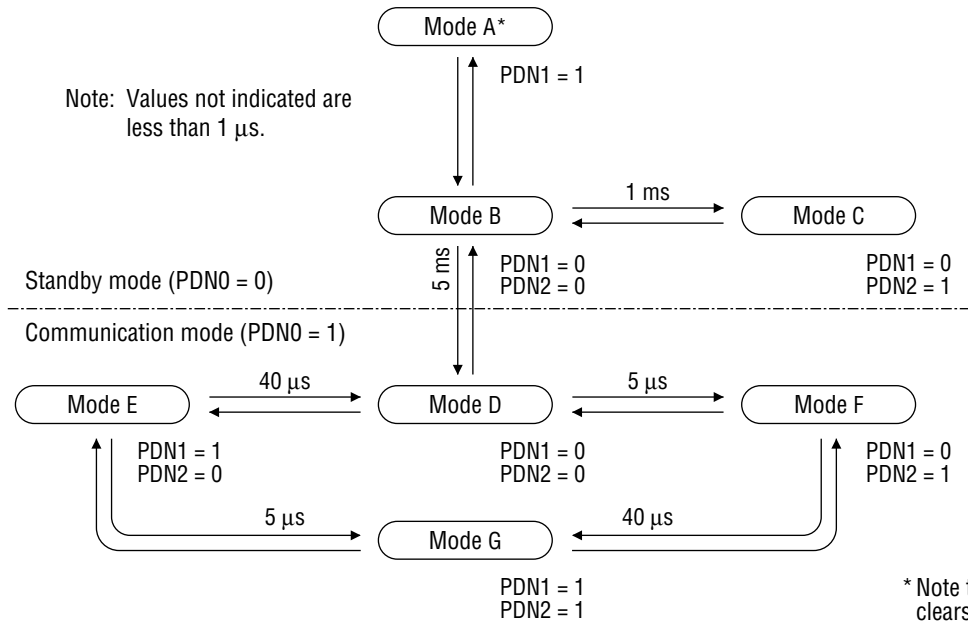 Mode A*
PDN1 = 1
Note: Values not indicated are
less than 1 μs.
Mode B
1 ms
Mode C
5 ms
PDN1 = 0
PDN2 = 0
PDN1 = 0
PDN2 = 1
Standby mode (PDN0 = 0)
Communication mode (PDN0 = 1)
Mode E
40 μs
Mode D
5 μs
Mode F
PDN1 = 1
PDN2 = 0
PDN1 = 0
PDN2 = 0
PDN1 = 0
PDN2 = 1
5 μs
Mode G
40 μs
PDN1 = 1
PDN2 = 1
* Note
clears